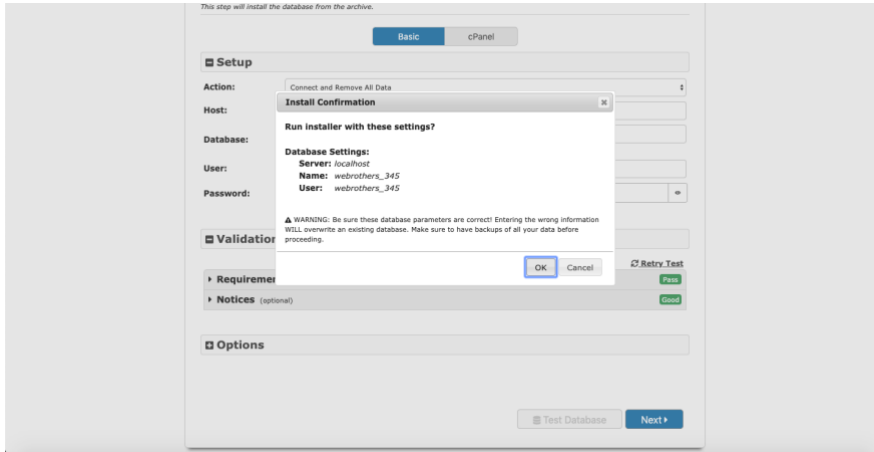 This step will install the database from the archive.
Basic cPanel
Setup
Action: Connect and Remove All Data
Install Confirmation
Host:
Run installer with these settings?
Database:
Database Settings:
Server: localhost
User:
Name: webrothers_345
User: webrothers_345
Password:
WARNING: Be sure these database parameters are correct! Entering the wrong information
WILL overwrite an existing database. Make sure to have backups of all your data before
proceeding.
Validation
OK Cancel
Retry Test
Requiremen
Pass
Notices (optional)
Good
Options
Test Database Next